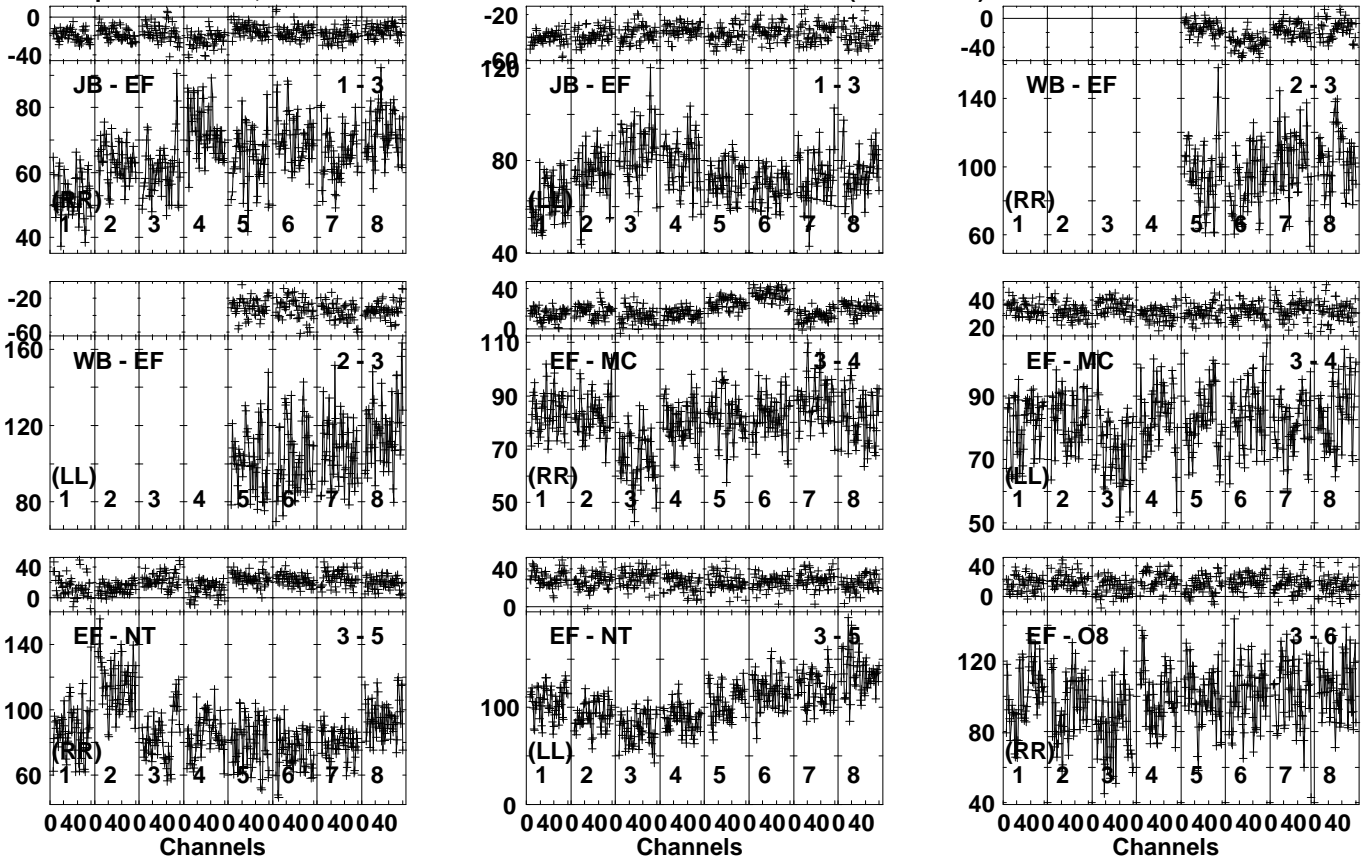 0
-40
JB - EF 1 - 3
80
60
40
(RR)
1 2 3 4 5 6 7 8
-20
-60
JB - EF 1 - 3
120
80
40
(LL)
1 2 3 4 5 6 7 8
0
-40
WB - EF 2 - 3
140
100
60
(RR)
1 2 3 4 5 6 7 8
-20
-60
WB - EF 2 - 3
160
120
80
(LL)
1 2 3 4 5 6 7 8
40
0
EF - MC 3 - 4
110
90
70
50
(RR)
1 2 3 4 5 6 7 8
40
20
EF - MC 3 - 4
90
70
50
(LL)
1 2 3 4 5 6 7 8
40
0
EF - NT 3 - 5
140
100
60
(RR)
1 2 3 4 5 6 7 8
0 40 0 40 0 40 0 40 0 40 0 40 0 40 0 40
Channels
40
0
EF - NT 3 - 5
100
0
(LL)
1 2 3 4 5 6 7 8
0 40 0 40 0 40 0 40 0 40 0 40 0 40 0 40
Channels
40
0
EF - O8 3 - 6
120
80
40
(RR)
1 2 3 4 5 6 7 8
0 40 0 40 0 40 0 40 0 40 0 40 0 40 0 40
Channels